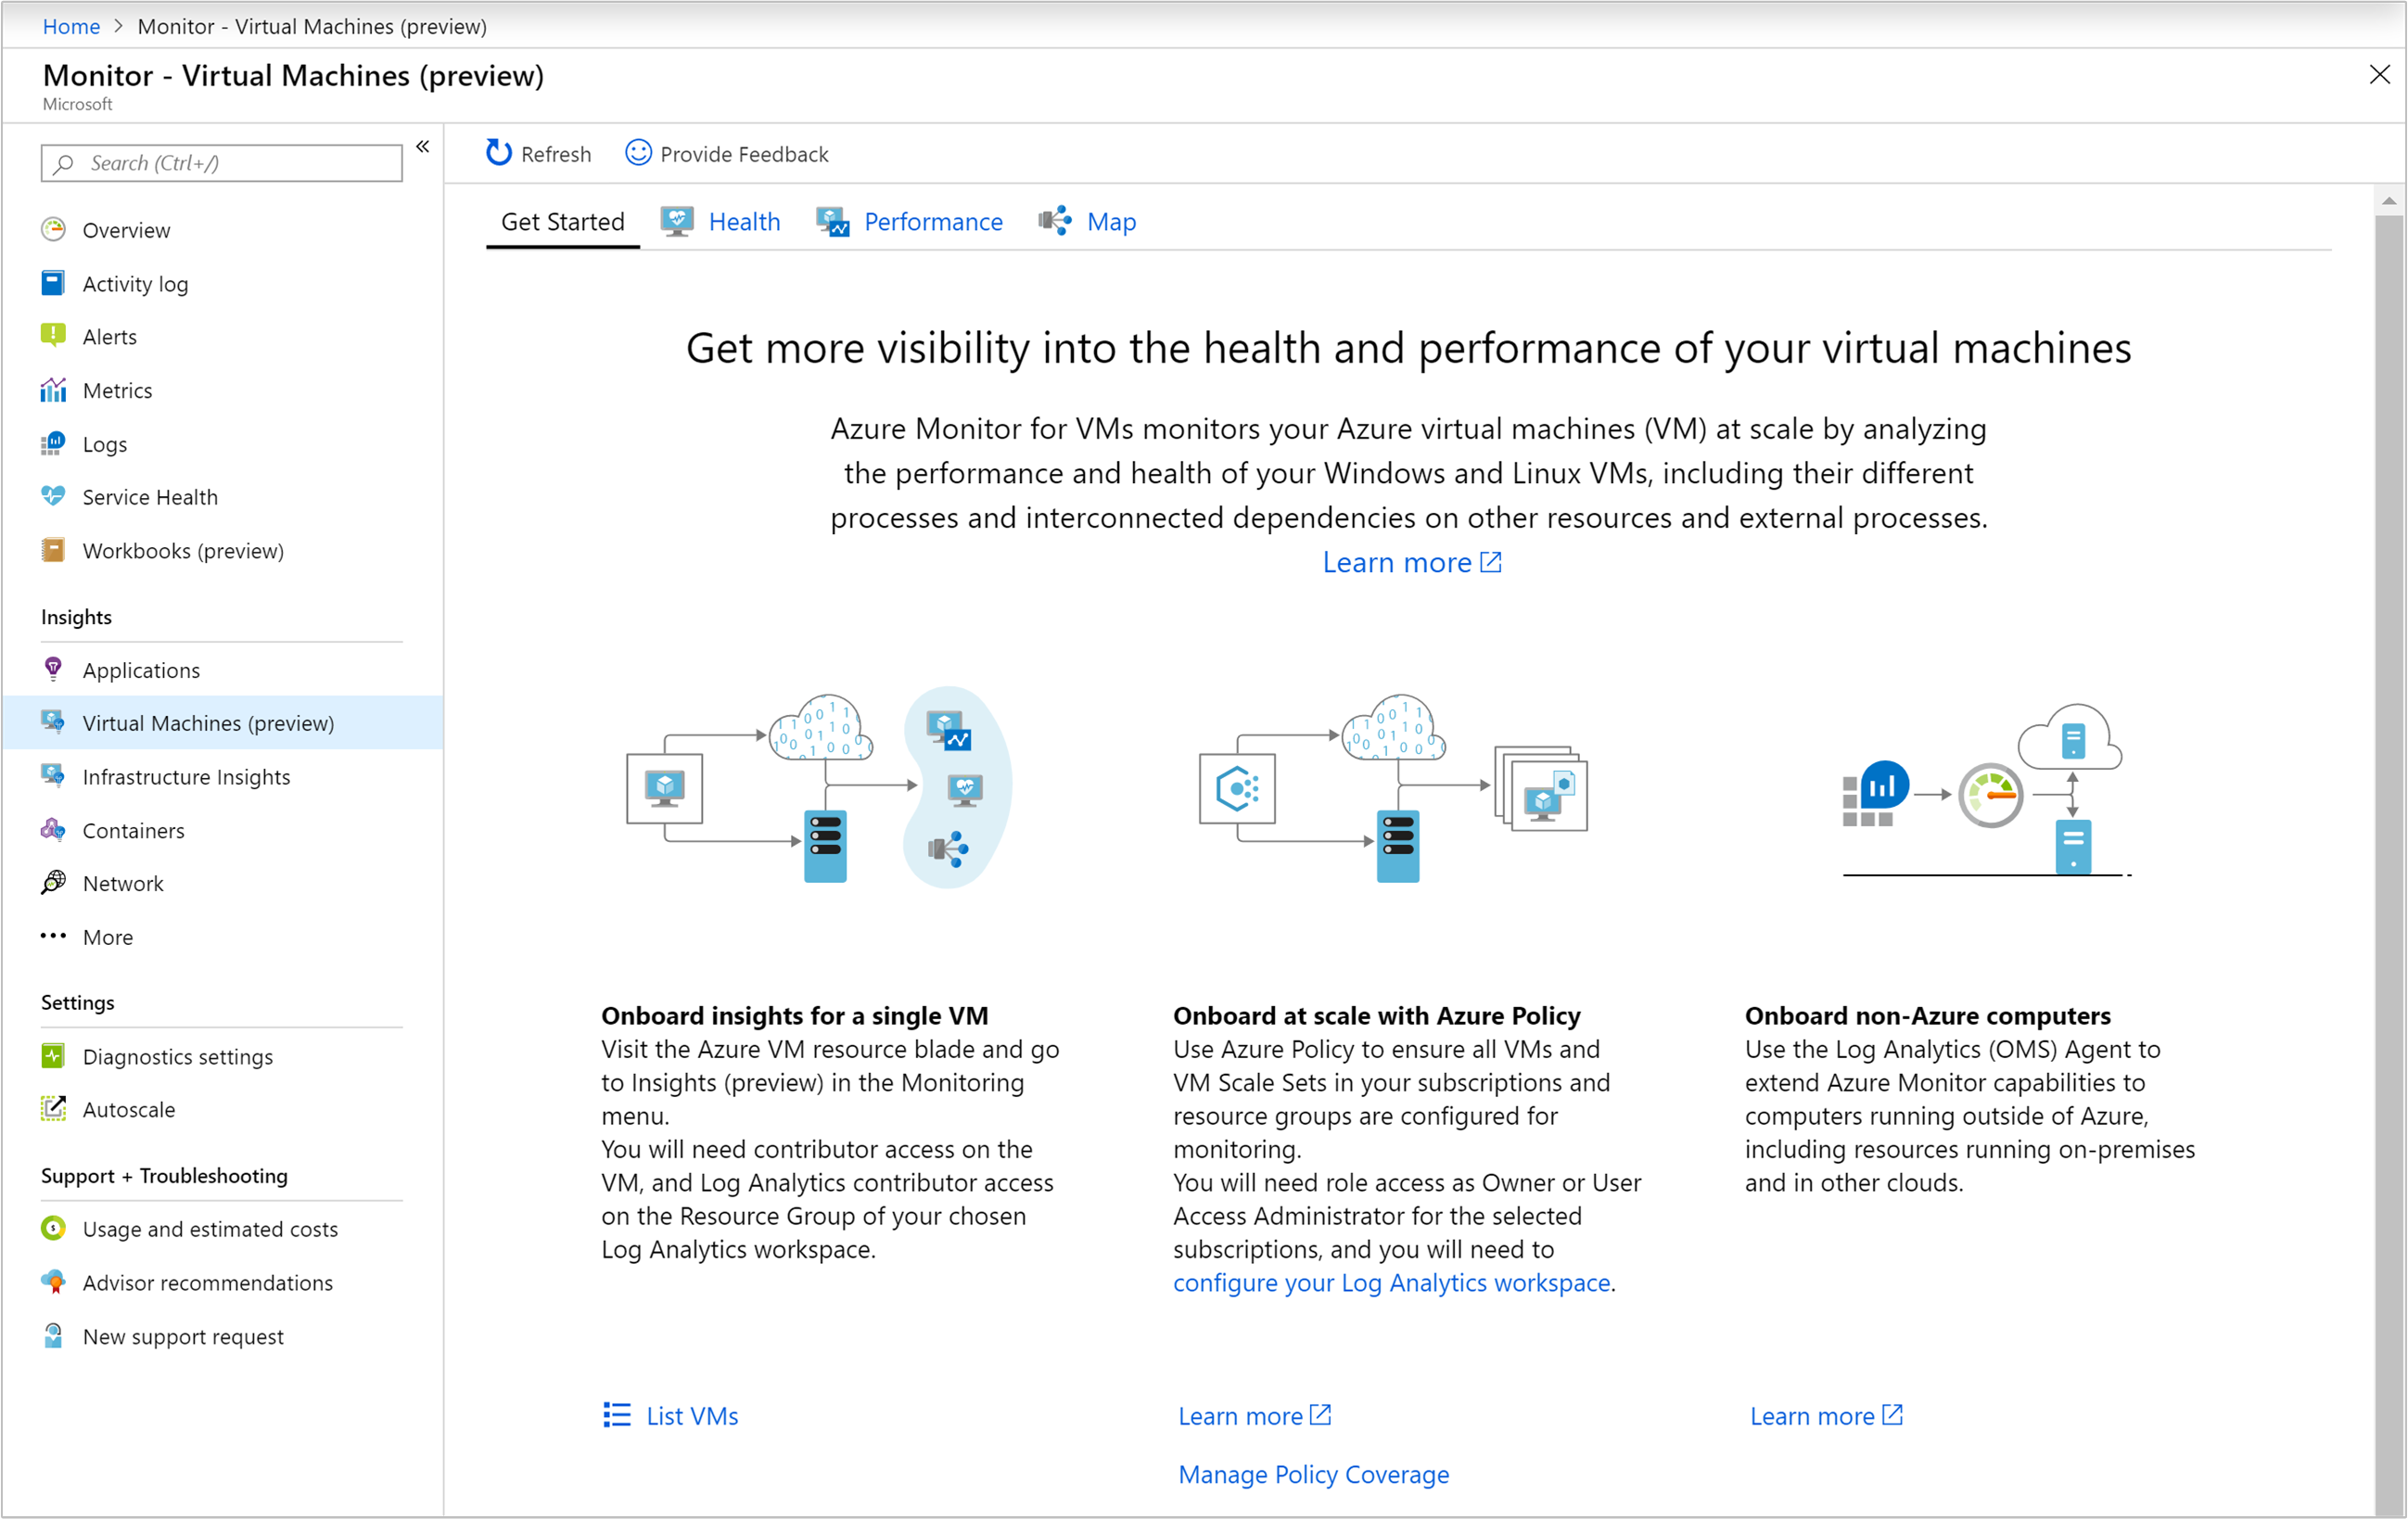 Home > Monitor - Virtual Machines (preview)
Monitor - Virtual Machines (preview)
Microsoft
Search (Ctrl+/)
«
Overview
Activity log
Alerts
Metrics
Logs
Service Health
Workbooks (preview)
Insights
Applications
Virtual Machines (preview)
Infrastructure Insights
Containers
Network
More
Settings
Diagnostics settings
Autoscale
Support + Troubleshooting
Usage and estimated costs
Advisor recommendations
New support request
Refresh Provide Feedback
Get Started Health Performance Map
Get more visibility into the health and performance of your virtual machines
Azure Monitor for VMs monitors your Azure virtual machines (VM) at scale by analyzing
the performance and health of your Windows and Linux VMs, including their different
processes and interconnected dependencies on other resources and external processes.
Learn more
Onboard insights for a single VM
Visit the Azure VM resource blade and go
to Insights (preview) in the Monitoring
menu.
You will need contributor access on the
VM, and Log Analytics contributor access
on the Resource Group of your chosen
Log Analytics workspace.
List VMs
Onboard at scale with Azure Policy
Use Azure Policy to ensure all VMs and
VM Scale Sets in your subscriptions and
resource groups are configured for
monitoring.
You will need role access as Owner or User
Access Administrator for the selected
subscriptions, and you will need to
configure your Log Analytics workspace.
Learn more
Manage Policy Coverage
Onboard non-Azure computers
Use the Log Analytics (OMS) Agent to
extend Azure Monitor capabilities to
computers running outside of Azure,
including resources running on-premises
and in other clouds.
Learn more